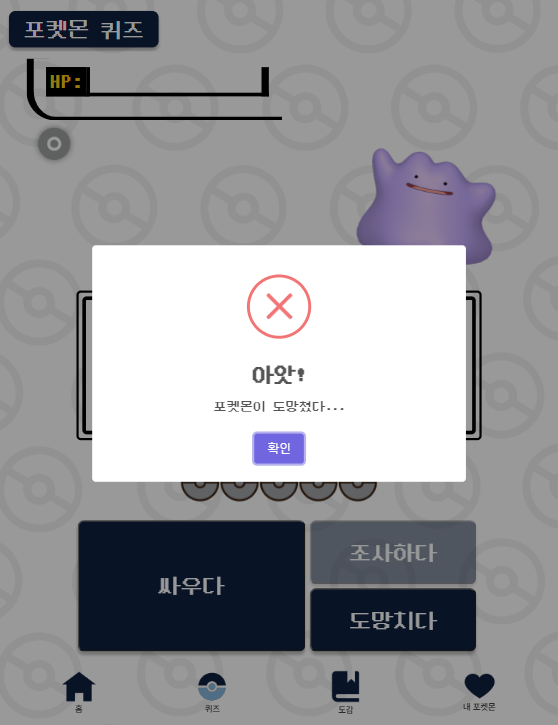 포켓몬 퀴즈
HP:
아앗!
포켓몬이 도망쳤다...
확인
싸우다
조사하다
도망치다
홈
퀴즈
도감
내 포켓몬